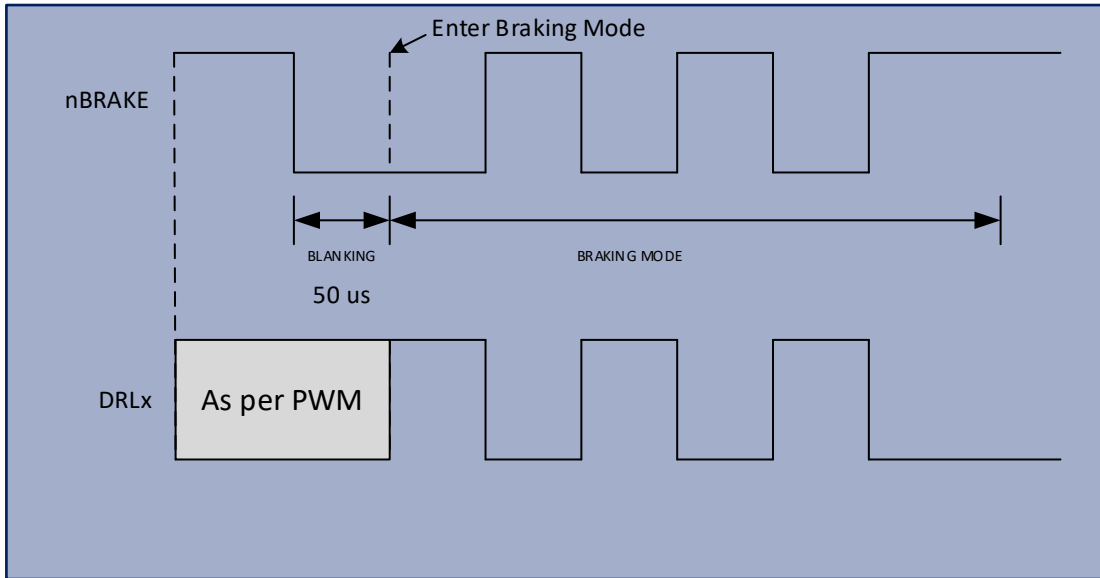 Enter Braking Mode
nBRAKE
BLANKING
BRAKING MODE
50 us
DRLx
As per PWM